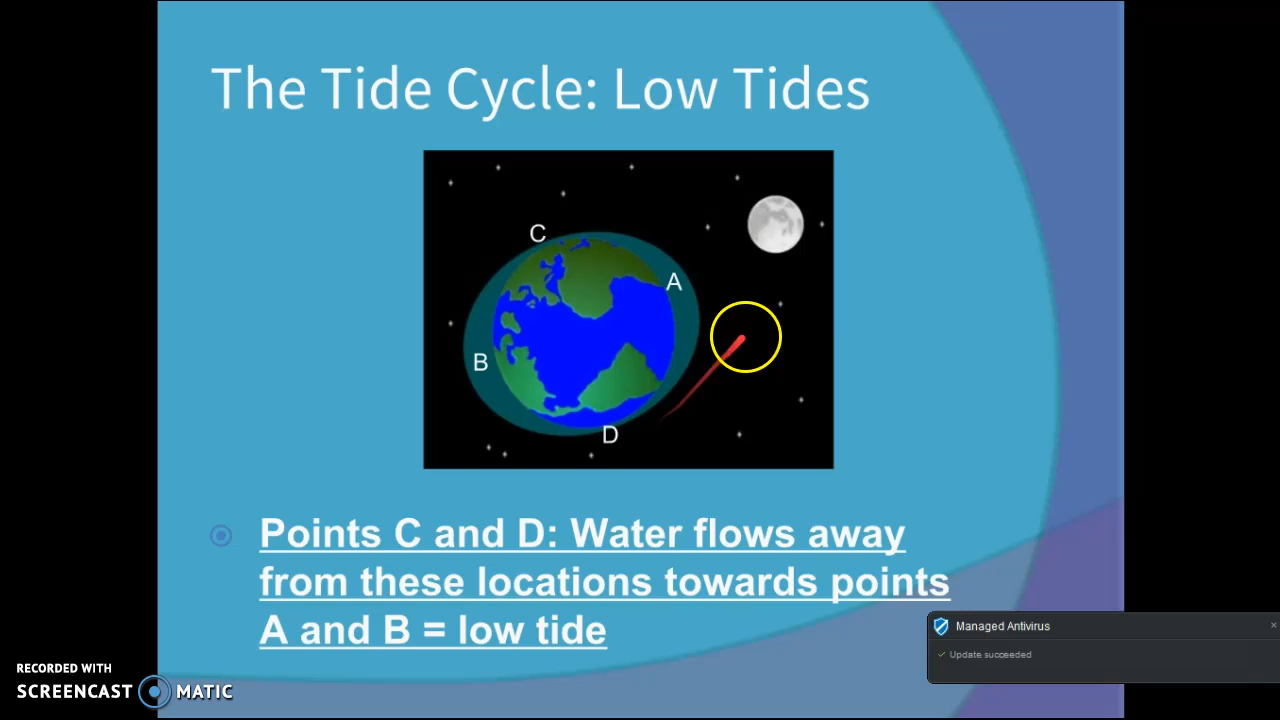 The Tide Cycle: Low Tides
C
A
B
D
Points C and D: Water flows away
from these locations towards points
A and B = low tide
Managed Antivirus
Update succeeded
RECORDED WITH
SCREENCAST MATIC